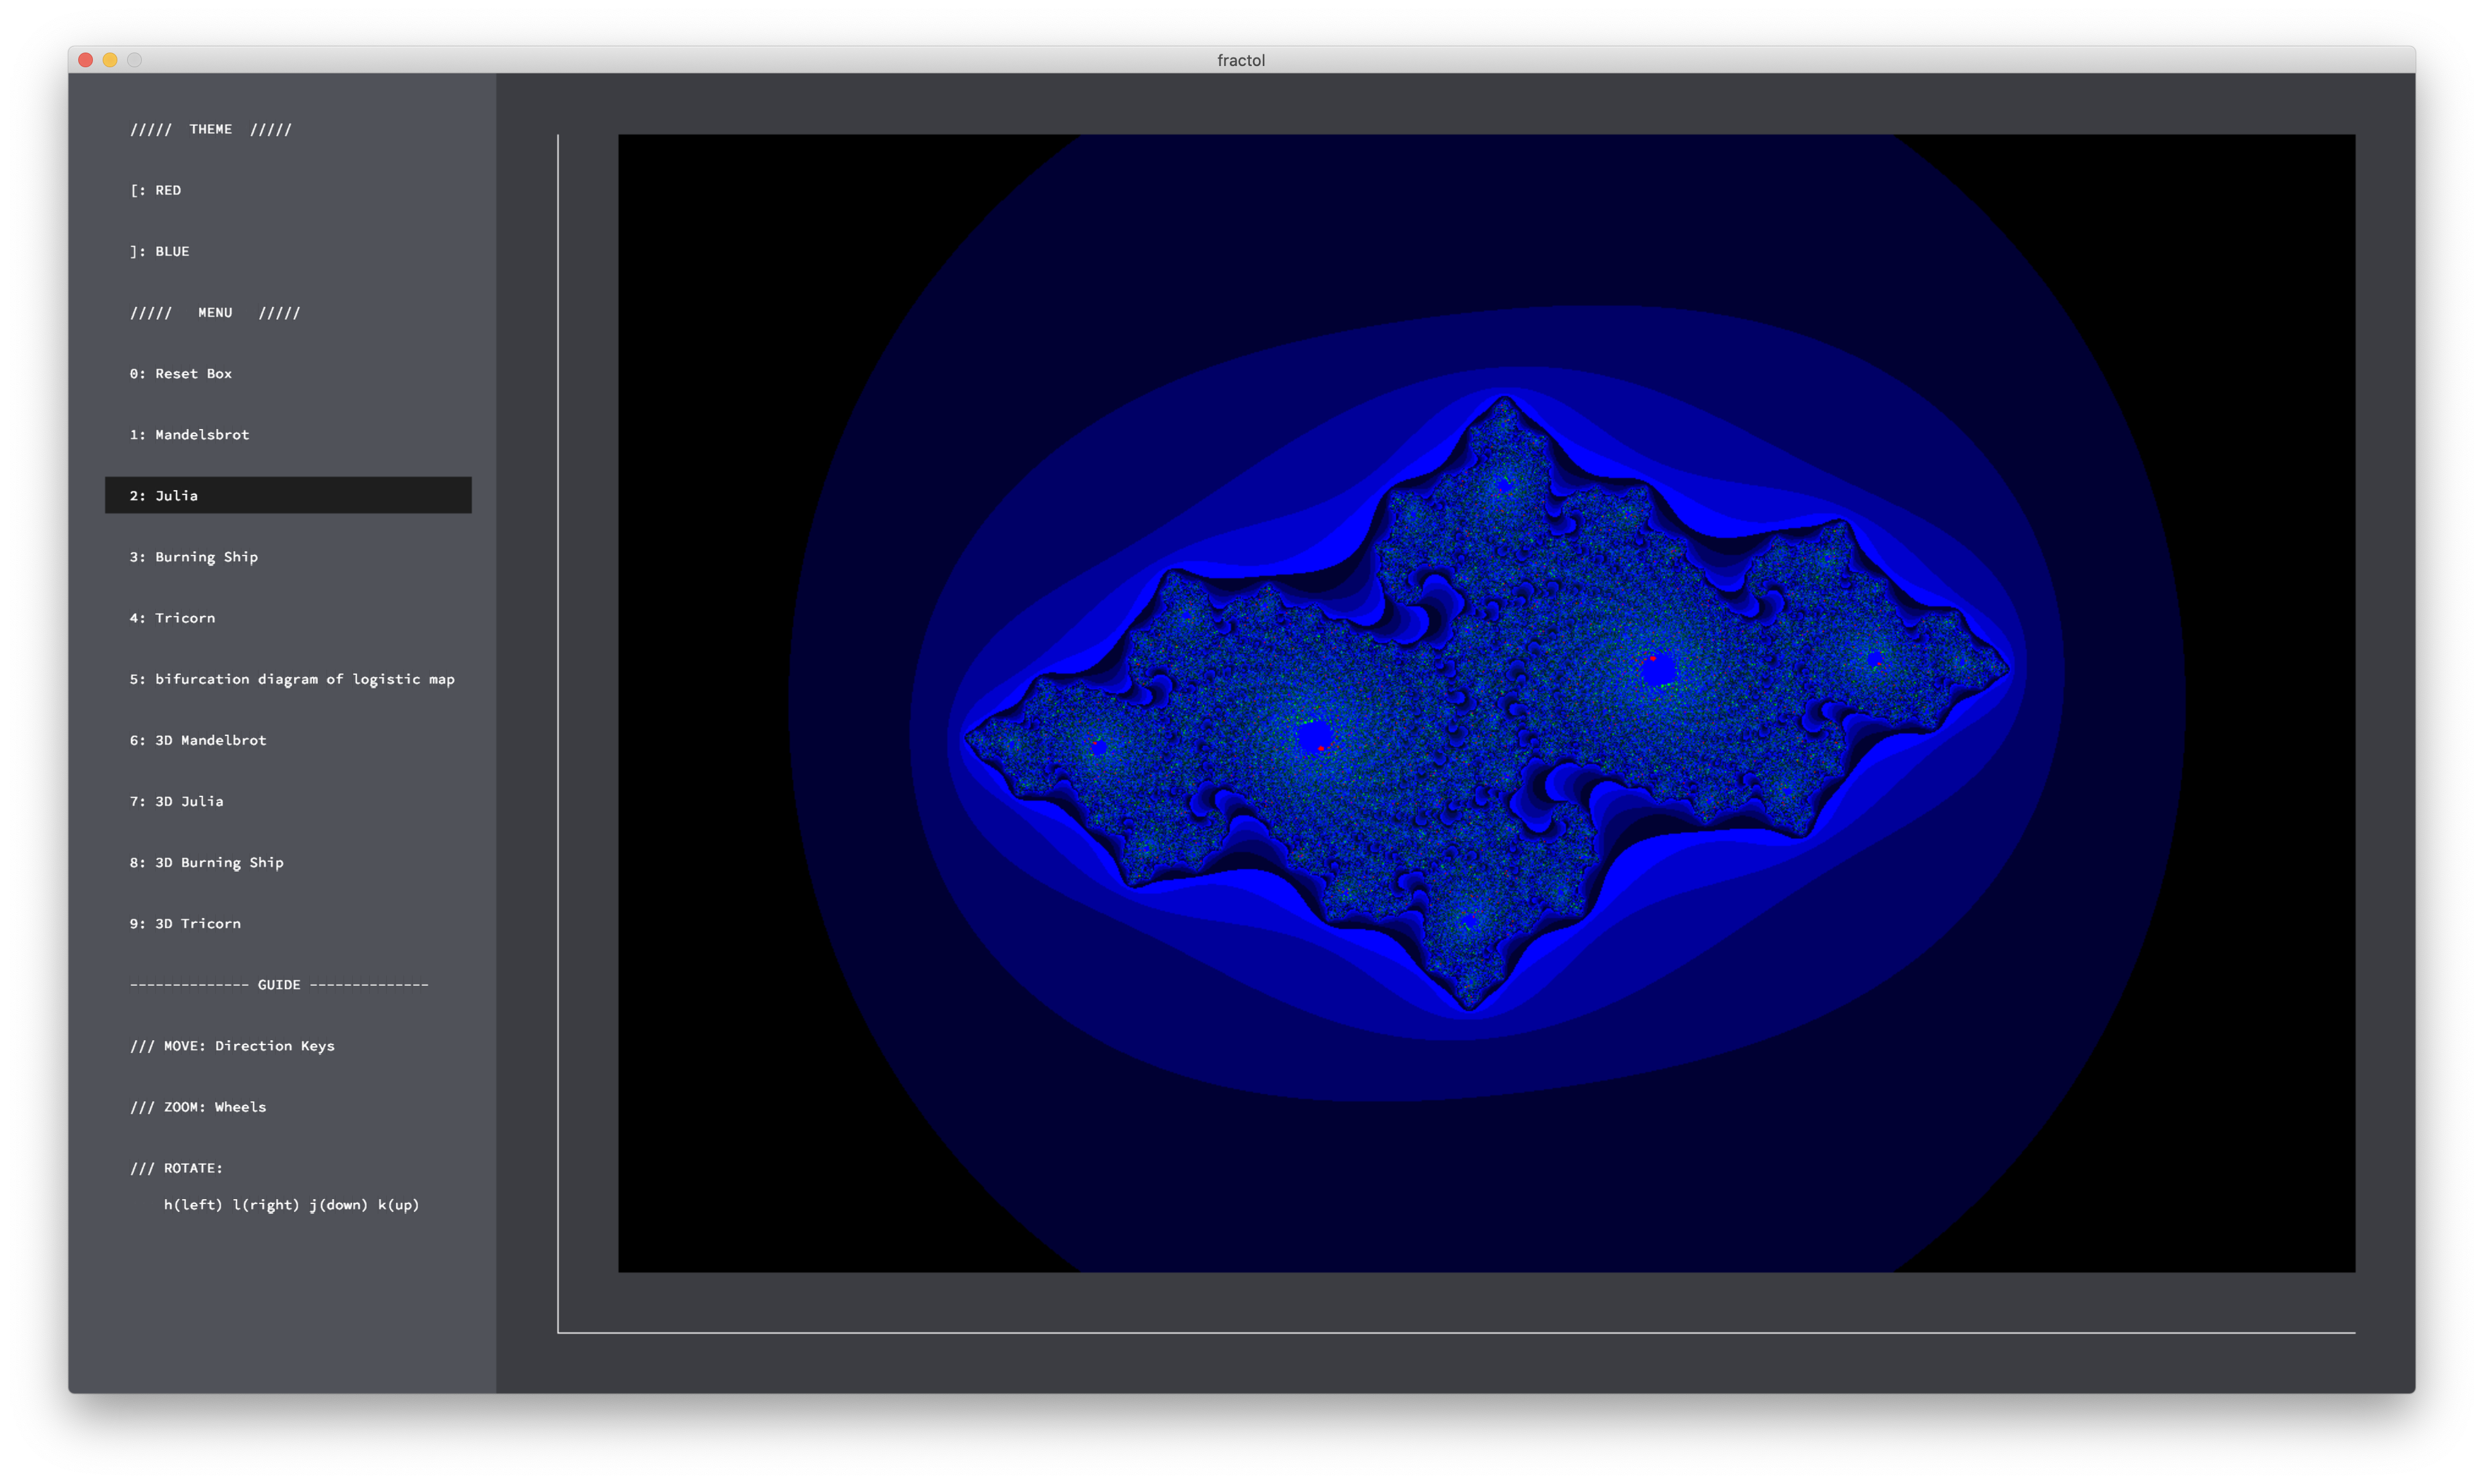 fractol
///// THEME /////
[: RED
]: BLUE
///// MENU /////
0: Reset Box
1: Mandelsbrot
2: Julia
3: Burning Ship
4: Tricorn
5: bifurcation diagram of logistic map
6: 3D Mandelbrot
7: 3D Julia
8: 3D Burning Ship
9: 3D Tricorn
-------------- GUIDE --------------
/// MOVE: Direction Keys
/// ZOOM: Wheels
/// ROTATE:
h(left) l(right) j(down) k(up)